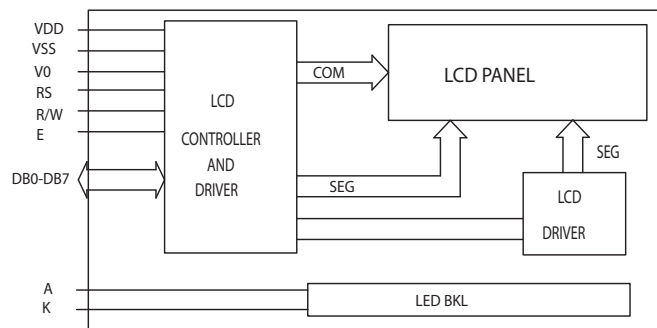 VDD
VSS
V0
RS
R/W
E
DB0-DB7
A
K
LCD
CONTROLLER
AND
DRIVER
COM
LCD PANEL
SEG
SEG
LCD
DRIVER
LED BKL